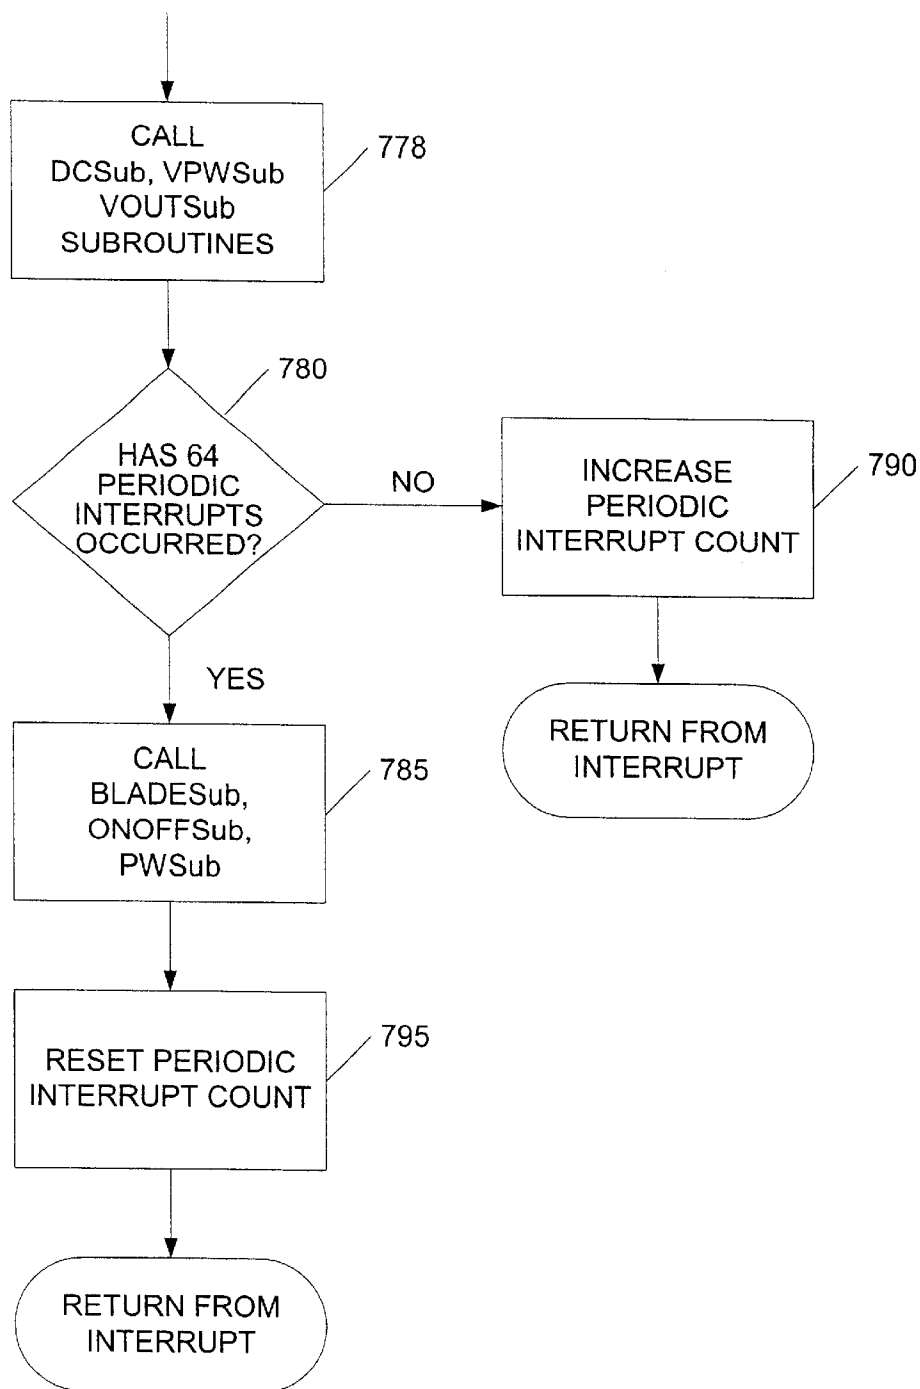 CALL
DCSub, VPWSub
VOUTSub
SUBROUTINES
778
780
HAS 64
PERIODIC
INTERRUPTS
OCCURRED?
NO
INCREASE
PERIODIC
INTERRUPT COUNT
790
YES
RETURN FROM
INTERRUPT
CALL
BLADESub,
ONOFFSub,
PWSub
785
RESET PERIODIC
INTERRUPT COUNT
795
RETURN FROM
INTERRUPT